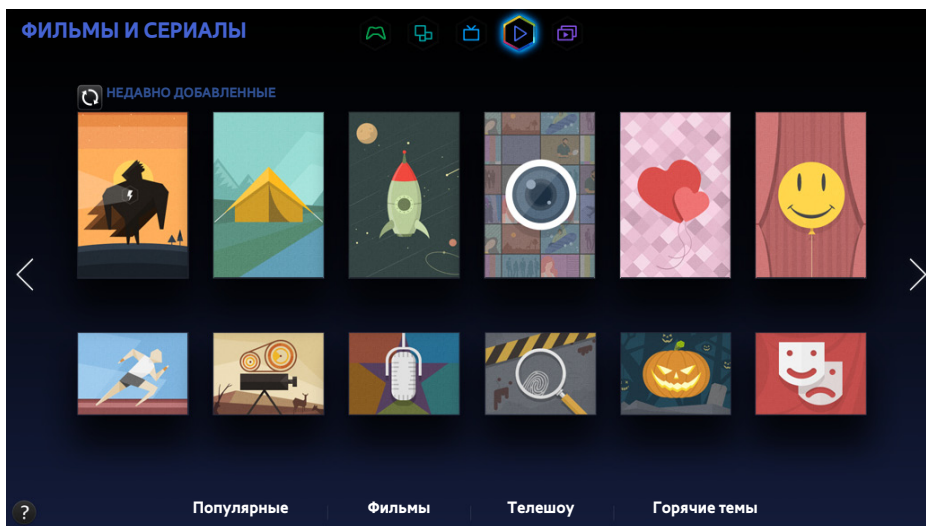 ФИЛЬМЫ И СЕРИАЛЫ
НЕДАВНО ДОБАВЛЕННЫЕ
?
Популярные
Фильмы
Телешоу
Горячие темы